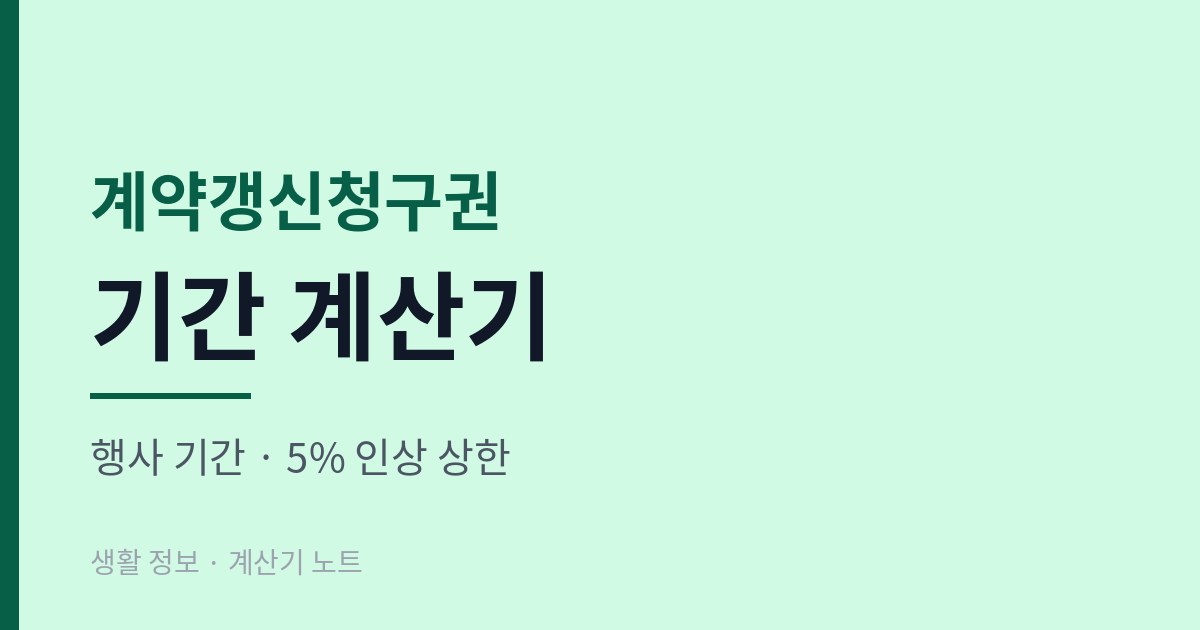 계약갱신청구권
기간 계산기
행사 기간 · 5% 인상 상한
생활 정보 · 계산기 노트